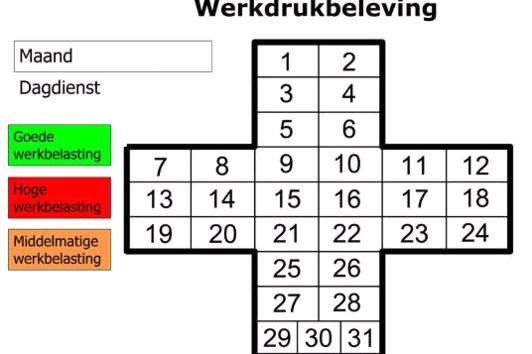 Werkdrukbeleving
Maand
Dagdienst
Goede
werkbelasting
Hoge
werkbelasting
Middelmatige
werkbelasting
1 2
3 4
5 6
7 8 9 10 11 12
13 14 15 16 17 18
19 20 21 22 23 24
25 26
27 28
29 30 31